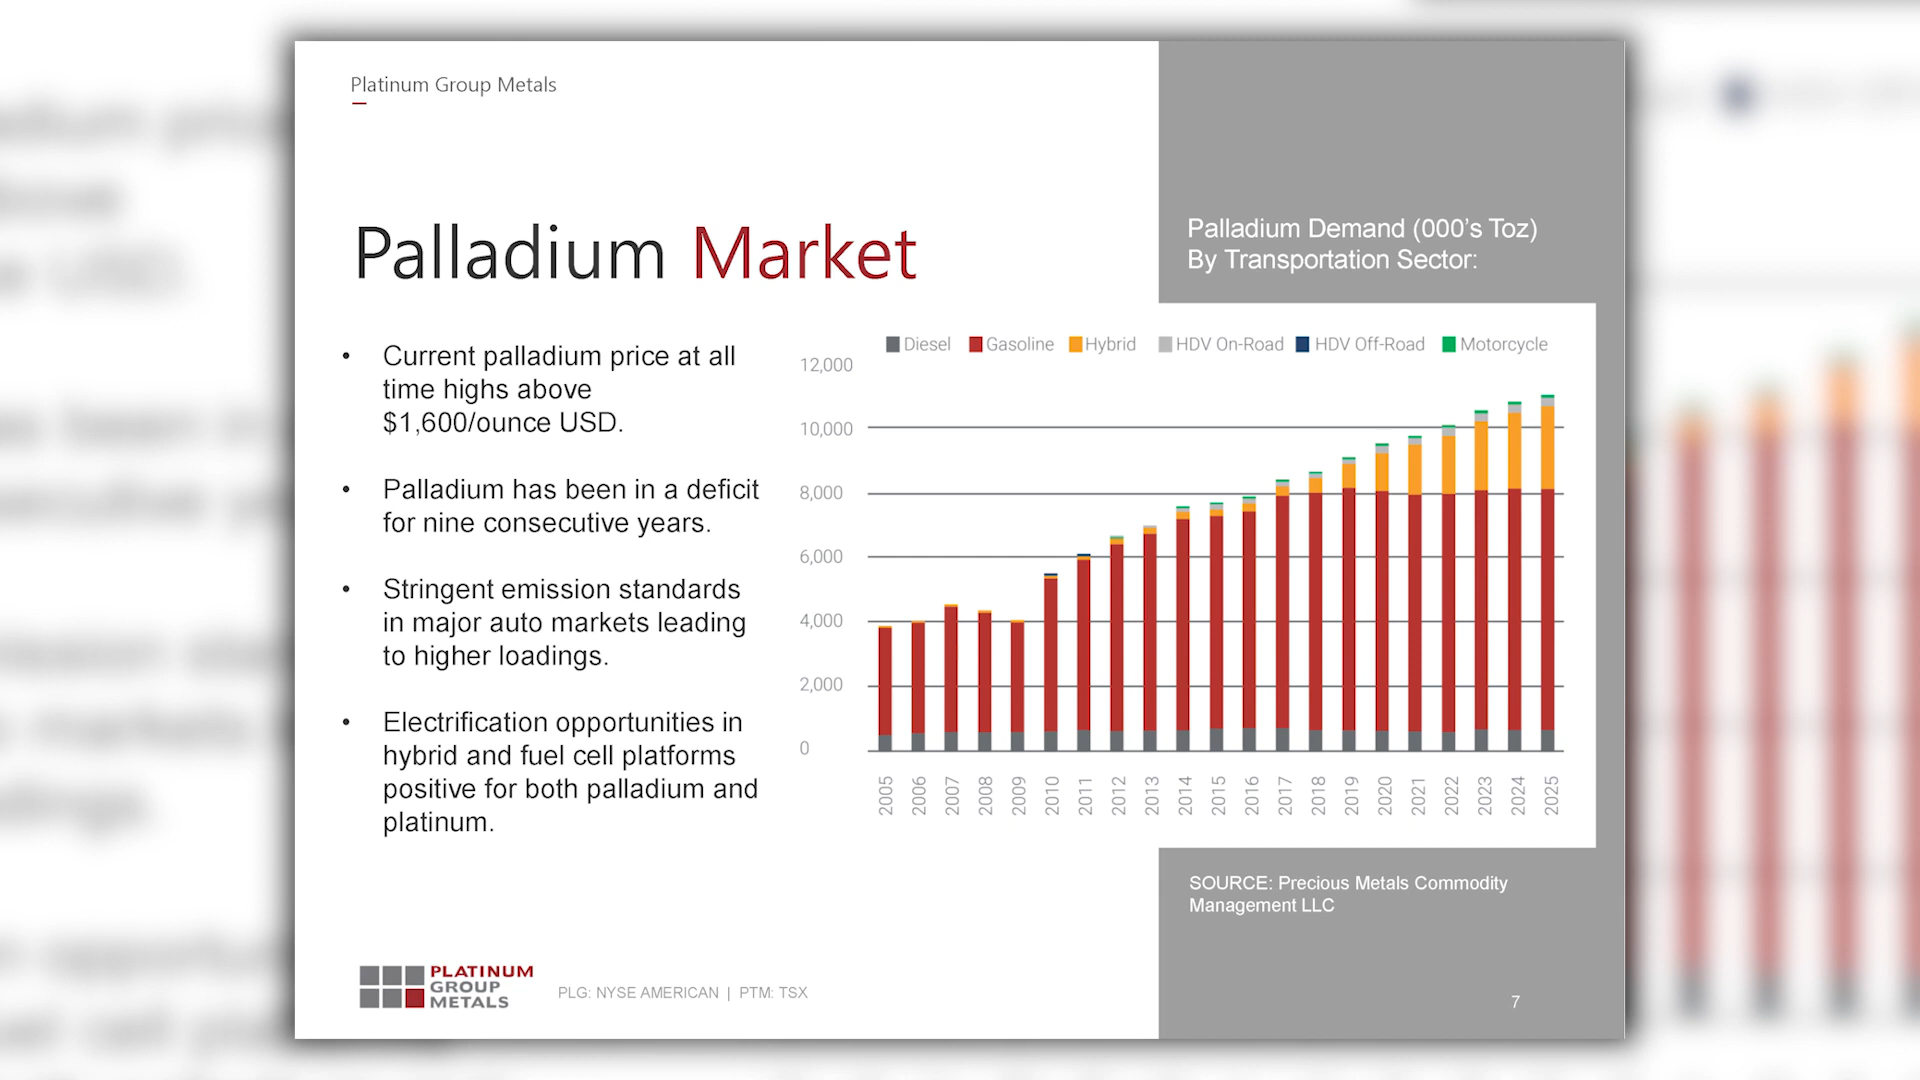 Platinum Group Metals
Palladium Market
• Current palladium price at all
time highs above
$1,600/ounce USD.
• Palladium has been in a deficit
for nine consecutive years.
• Stringent emission standards
in major auto markets leading
to higher loadings.
• Electrification opportunities in
hybrid and fuel cell platforms
positive for both palladium and
platinum.
Palladium Demand (000's Toz)
By Transportation Sector:
Diesel Gasoline Hybrid HDV On-Road HDV Off-Road Motorcycle
12,000
10,000
8,000
6,000
4,000
2,000
0
2005 2006 2007 2008 2009 2010 2011 2012 2013 2014 2015 2016 2017 2018 2019 2020 2021 2022 2023 2024 2025
SOURCE: Precious Metals Commodity
Management LLC
PLATINUM
GROUP
METALS
PLG: NYSE AMERICAN | PTM: TSX
7